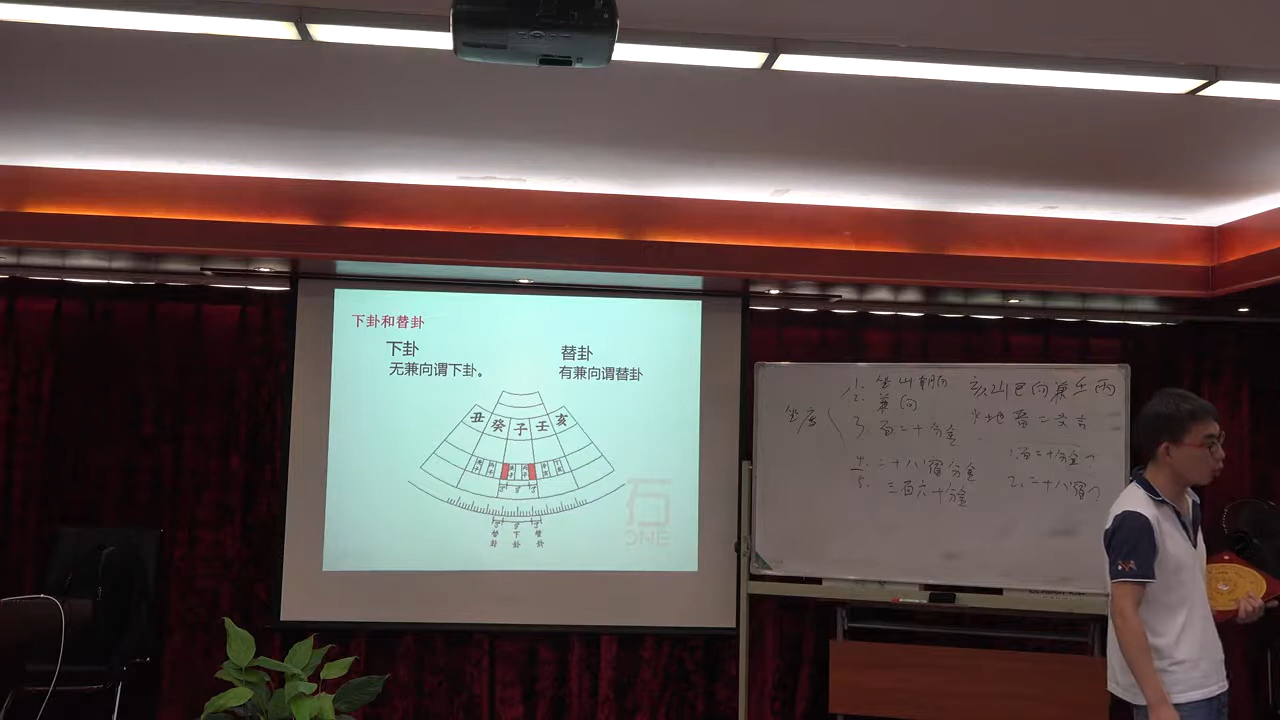 下卦和替卦
下卦
无兼向谓下卦。
替卦
有兼向谓替卦
丑 癸 子 壬 亥
替卦
下卦
替卦
石
ONE
坐度
1. 坐山朝向
2. 兼向
3. 百二十分金
4. 二十八宿分金
5. 三百六十分金
亥山巳向兼壬丙
火地晋二爻吉
1. 百二十分金?
2. 二十八宿?